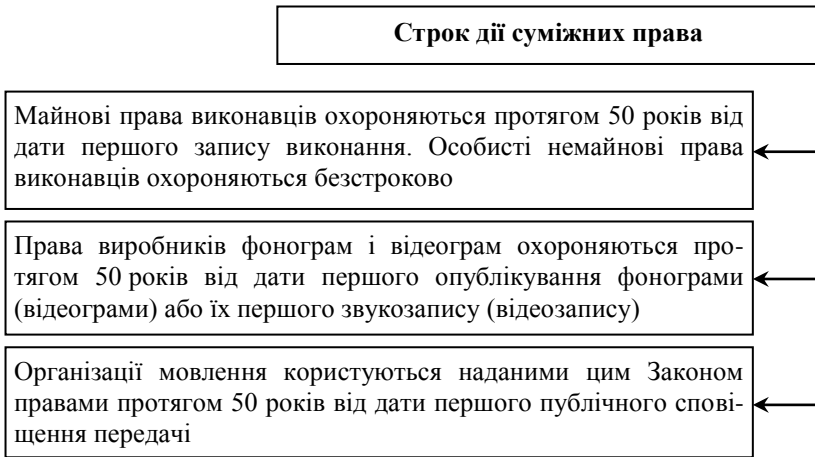 Строк дії суміжних права
Майнові права виконавців охороняються протягом 50 років від
дати першого запису виконання. Особисті немайнові права
виконавців охороняються безстроково
Права виробників фонограм і відеограм охороняються про-
тягом 50 років від дати першого опублікування фонограми
(відеограми) або їх першого звукозапису (відеозапису)
Організації мовлення користуються наданими цим Законом
правами протягом 50 років від дати першого публічного спові-
щення передачі